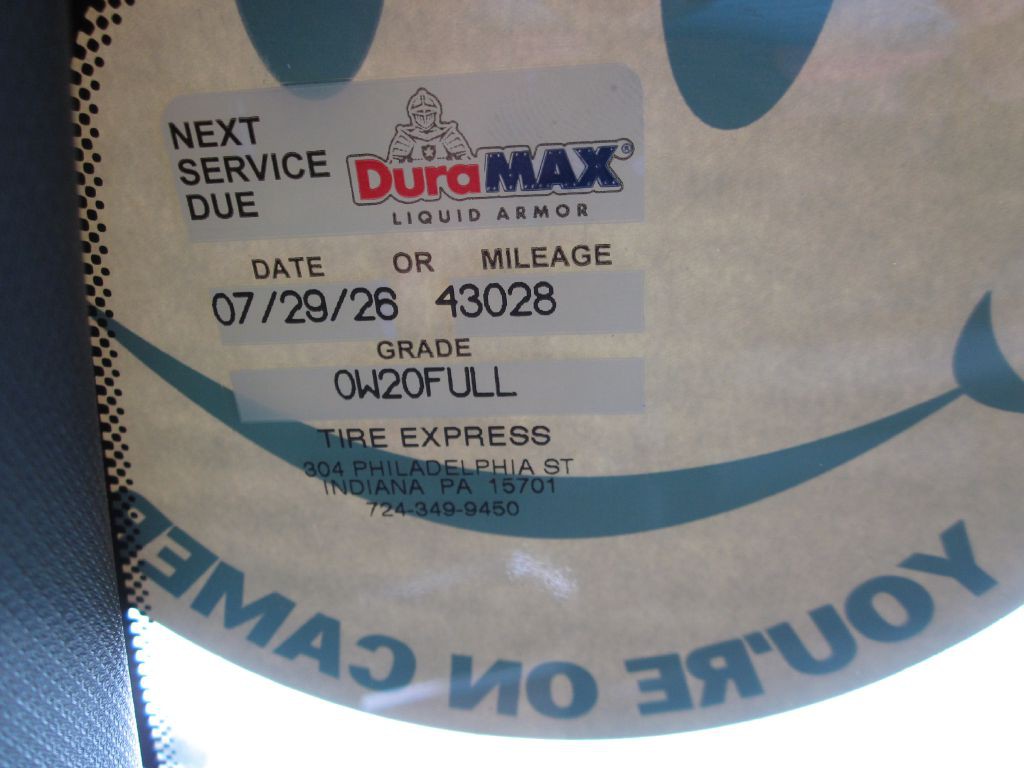 NEXT
SERVICE
DUE
DuraMAX®
LIQUID ARMOR
DATE OR MILEAGE
07/29/26 43028
GRADE
0W20FULL
TIRE EXPRESS
304 PHILADELPHIA ST
INDIANA PA 15701
724-349-9450
YOU'RE ON CAMER